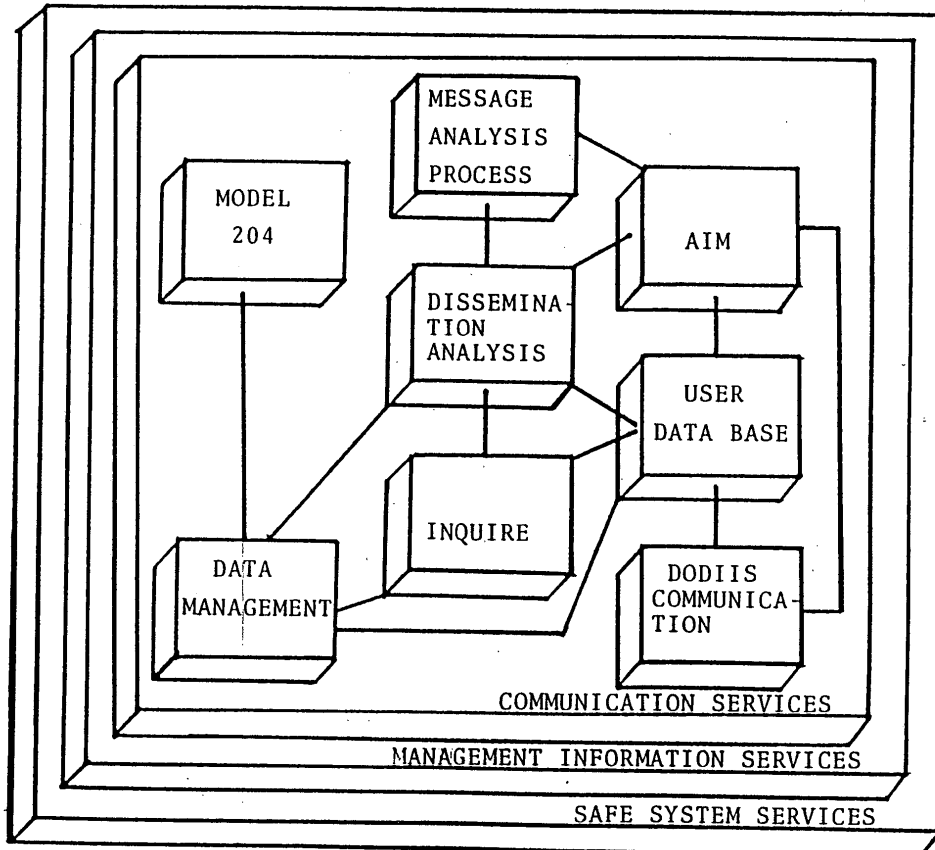 MESSAGE
ANALYSIS
PROCESS
MODEL
204
AIM
DISSEMINA-
TION
ANALYSIS
USER
DATA BASE
INQUIRE
DATA
MANAGEMENT
DODIIS
COMMUNICA-
TION
COMMUNICATION SERVICES
MANAGEMENT INFORMATION SERVICES
SAFE SYSTEM SERVICES